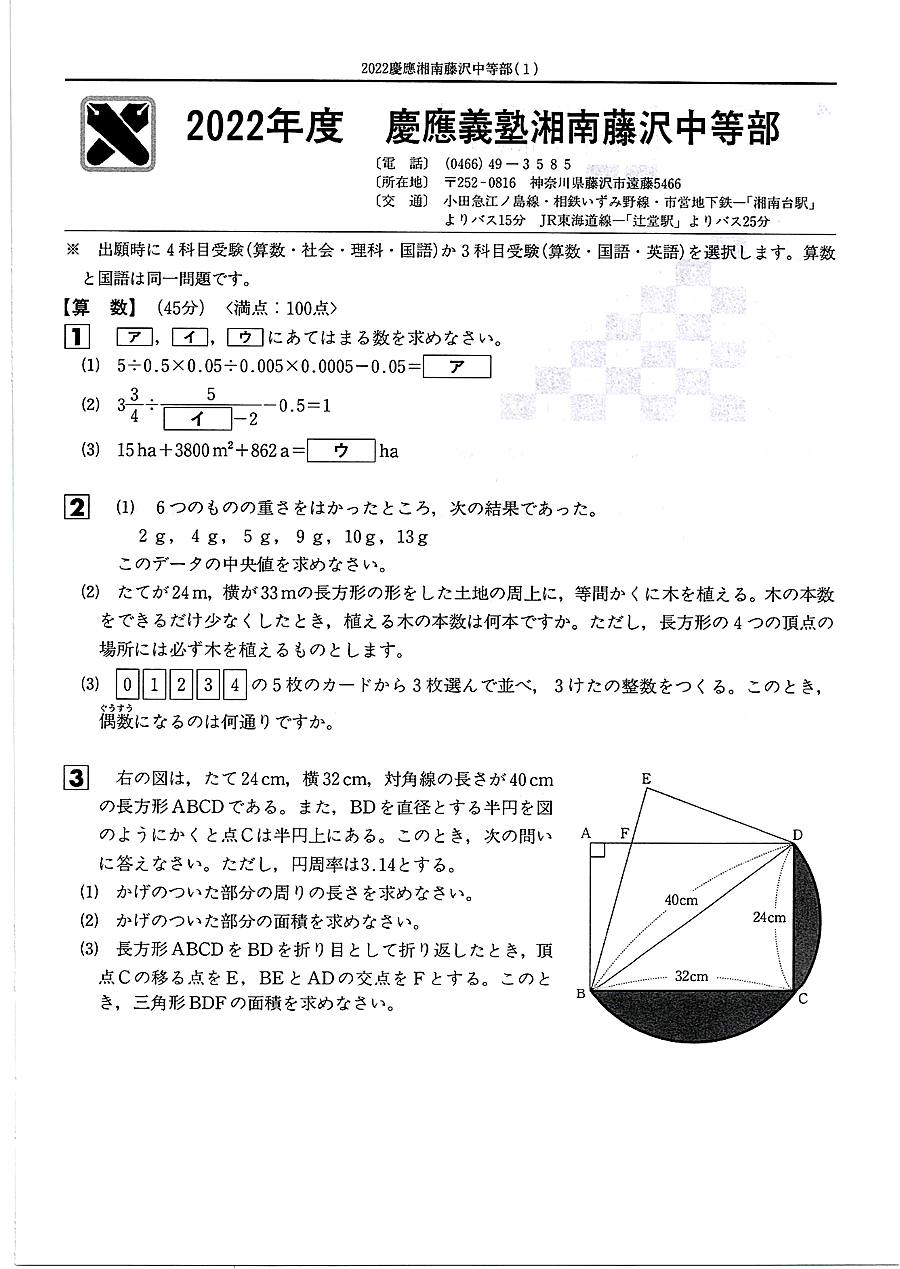 2022慶應湘南藤沢中等部(1)
2022年度 慶應義塾湘南藤沢中等部
〔電 話〕 (0466)49-3585
〔所在地〕 〒252-0816 神奈川県藤沢市遠藤5466
〔交 通〕 小田急江ノ島線・相鉄いずみ野線・市営地下鉄―「湘南台駅」
よりバス15分 JR東海道線―「辻堂駅」よりバス25分
※ 出願時に4科目受験(算数・社会・理科・国語)か3科目受験(算数・国語・英語)を選択します。算数
と国語は同一問題です。
【算 数】 (45分) 〈満点:100点〉
1 ア, イ, ウ にあてはまる数を求めなさい。
(1) 5÷0.5×0.05÷0.005×0.0005-0.05= ア
(2) 3 3/4 ÷ 5/(イ-2) -0.5=1
(3) 15ha+3800m²+862a= ウ ha
2 (1) 6つのものの重さをはかったところ,次の結果であった。
2g, 4g, 5g, 9g, 10g, 13g
このデータの中央値を求めなさい。
(2) たてが24m,横が33mの長方形の形をした土地の周上に,等間かくに木を植える。木の本数
をできるだけ少なくしたとき,植える木の本数は何本ですか。ただし,長方形の4つの頂点の
場所には必ず木を植えるものとします。
(3) 0 1 2 3 4 の5枚のカードから3枚選んで並べ,3けたの整数をつくる。このとき,
ぐうすう
偶数になるのは何通りですか。
3 右の図は,たて24cm,横32cm,対角線の長さが40cm
の長方形ABCDである。また,BDを直径とする半円を図
のようにかくと点Cは半円上にある。このとき,次の問い
に答えなさい。ただし,円周率は3.14とする。
(1) かげのついた部分の周りの長さを求めなさい。
(2) かげのついた部分の面積を求めなさい。
(3) 長方形ABCDをBDを折り目として折り返したとき,頂
点Cの移る点をE,BEとADの交点をFとする。このと
き,三角形BDFの面積を求めなさい。
E
A F D
40cm
24cm
32cm
B C